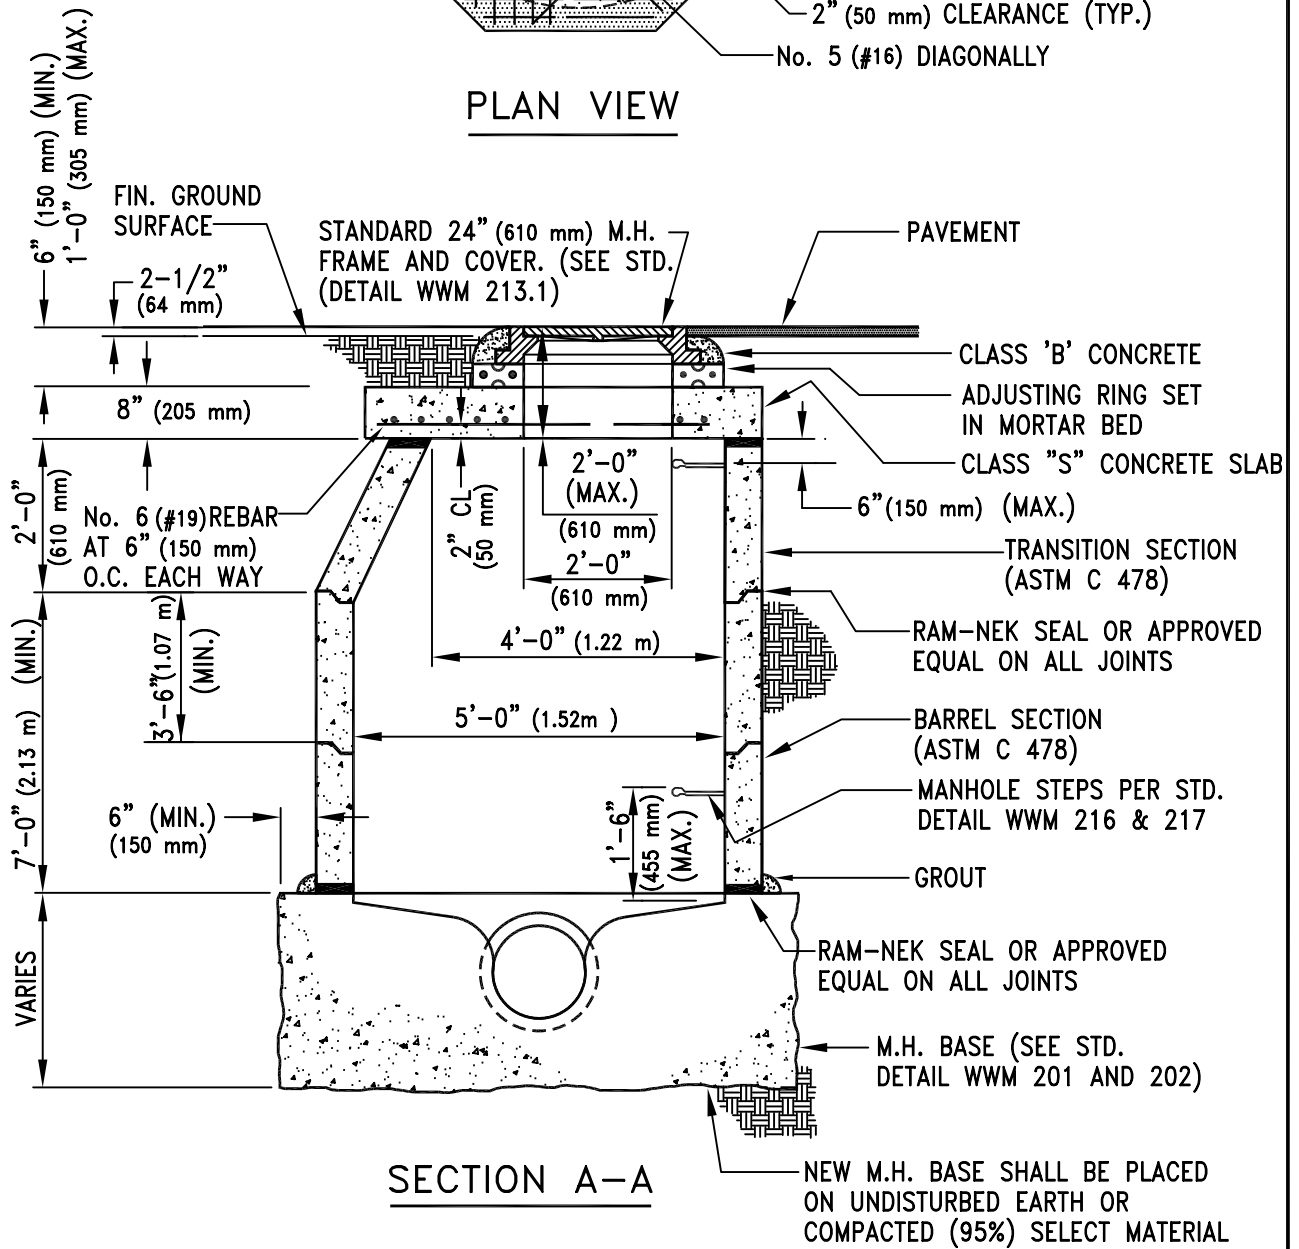 2" (50 mm) CLEARANCE (TYP.)
No. 5 (#16) DIAGONALLY
PLAN VIEW
6" (150 mm) (MIN.)
1'-0" (305 mm) (MAX.)
FIN. GROUND
SURFACE
STANDARD 24" (610 mm) M.H.
FRAME AND COVER. (SEE STD.
(DETAIL WWM 213.1)
PAVEMENT
2-1/2"
(64 mm)
CLASS 'B' CONCRETE
ADJUSTING RING SET
IN MORTAR BED
8" (205 mm)
CLASS "S" CONCRETE SLAB
2'-0"
(MAX.)
(610 mm)
6" (150 mm) (MAX.)
2'-0"
(610 mm)
No. 6 (#19) REBAR
AT 6" (150 mm)
O.C. EACH WAY
2" CL
(50 mm)
2'-0"
(610 mm)
TRANSITION SECTION
(ASTM C 478)
RAM-NEK SEAL OR APPROVED
EQUAL ON ALL JOINTS
4'-0" (1.22 m)
3'-6" (1.07 m)
(MIN.)
7'-0" (2.13 m) (MIN.)
5'-0" (1.52m )
BARREL SECTION
(ASTM C 478)
MANHOLE STEPS PER STD.
DETAIL WWM 216 & 217
6" (MIN.)
(150 mm)
1'-6"
(455 mm)
(MAX.)
GROUT
RAM-NEK SEAL OR APPROVED
EQUAL ON ALL JOINTS
VARIES
M.H. BASE (SEE STD.
DETAIL WWM 201 AND 202)
SECTION A-A
NEW M.H. BASE SHALL BE PLACED
ON UNDISTURBED EARTH OR
COMPACTED (95%) SELECT MATERIAL